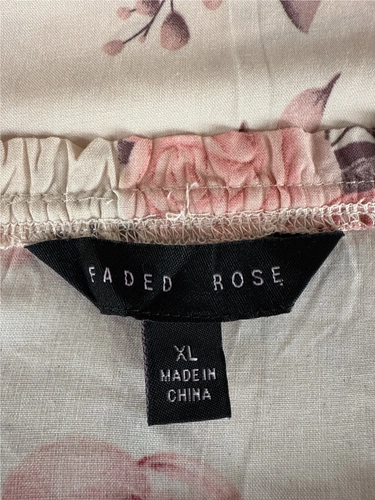 FADED ROSE
XL
MADE IN
CHINA